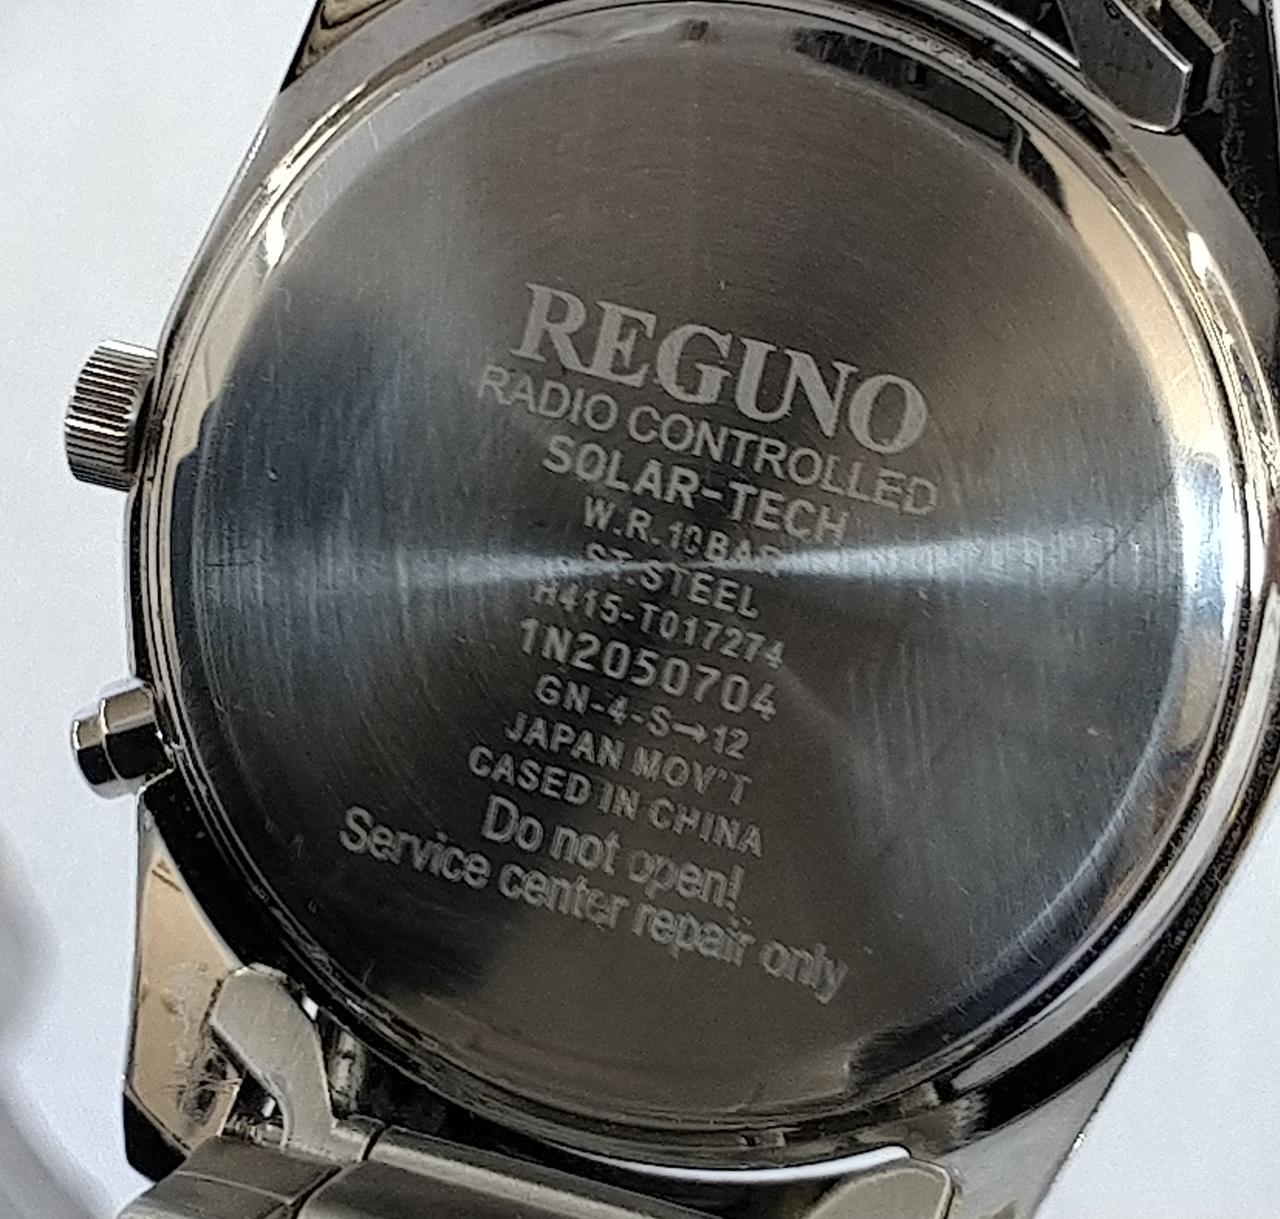 REGUNO
RADIO CONTROLLED
SOLAR-TECH
W.R.10BAR
ST.STEEL
H415-T017274
1N2050704
GN-4-S→12
JAPAN MOV'T
CASED IN CHINA
Do not open!
Service center repair only